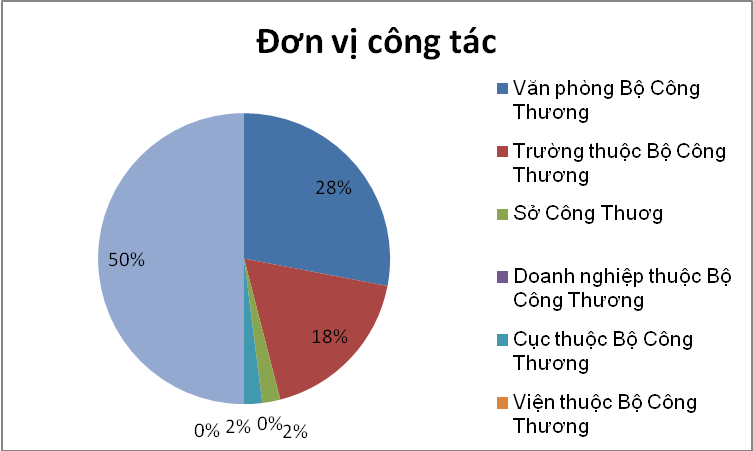 Đơn vị công tác
28%
50%
18%
0%
2%
0%
2%
Văn phòng Bộ Công
Thương
Trường thuộc Bộ Công
Thương
Sở Công Thuơg
Doanh nghiệp thuộc Bộ
Công Thương
Cục thuộc Bộ Công
Thương
Viện thuộc Bộ Công
Thương